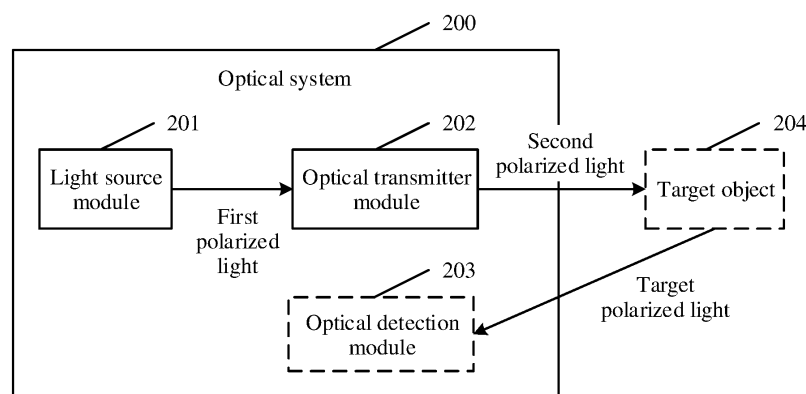 200
Optical system
201
202
204
Second
polarized light
Light source
module
Optical transmitter
module
Target object
First
polarized
light
203
Target
polarized light
Optical detection
module